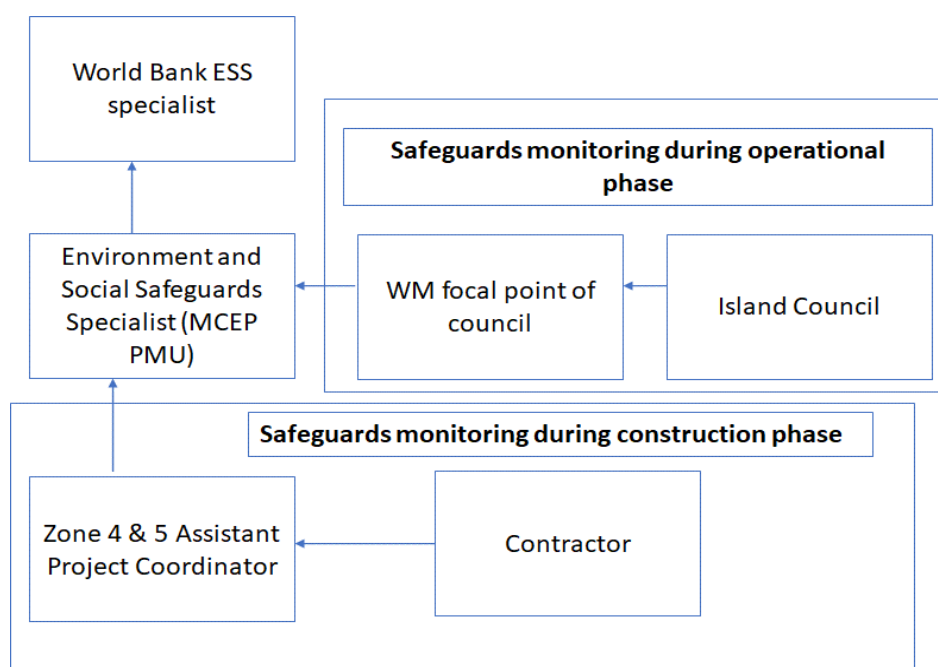 World Bank ESS
specialist
Safeguards monitoring during operational
phase
Environment and
Social Safeguards
Specialist (MCEP
PMU)
WM focal point of
council
Island Council
Safeguards monitoring during construction phase
Zone 4 & 5 Assistant
Project Coordinator
Contractor